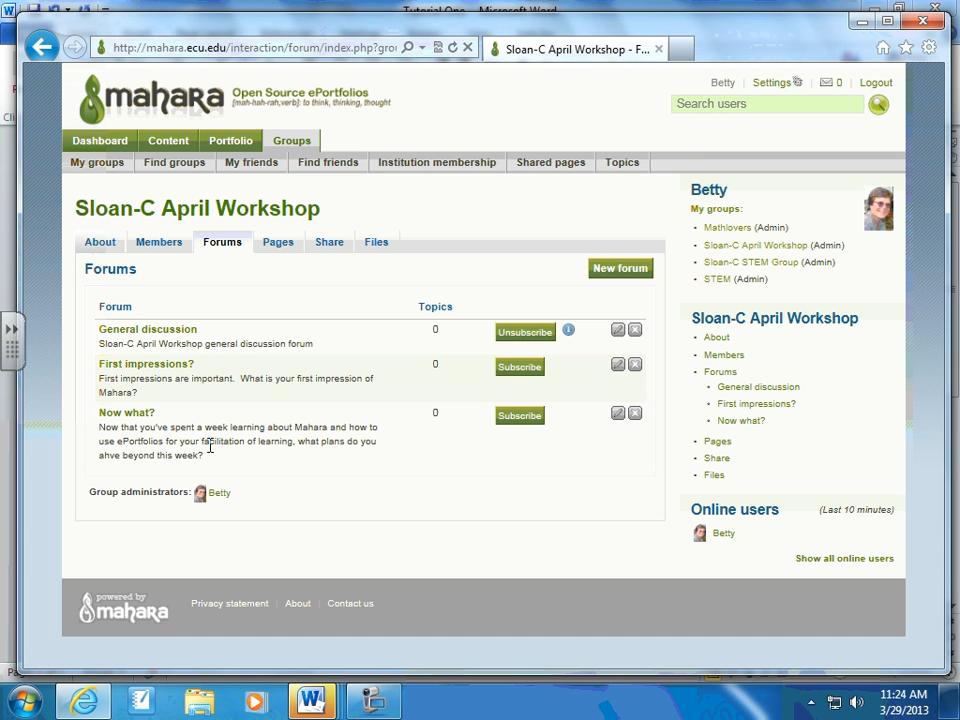 Tutorial One - Microsoft Word
http://mahara.ecu.edu/interaction/forum/index.php?gro
Sloan-C April Workshop - F...
mahara
Open Source ePortfolios
[mah-hah-rah,verb]: to think, thinking, thought
Betty | Settings | 0 | Logout
Search users
Dashboard Content Portfolio Groups
My groups Find groups My friends Find friends Institution membership Shared pages Topics
Sloan-C April Workshop
About Members Forums Pages Share Files
Forums
New forum
Forum Topics
General discussion 0 Unsubscribe
Sloan-C April Workshop general discussion forum
First impressions? 0 Subscribe
First impressions are important. What is your first impression of
Mahara?
Now what? 0 Subscribe
Now that you've spent a week learning about Mahara and how to
use ePortfolios for your facilitation of learning, what plans do you
ahve beyond this week?
Group administrators: Betty
Betty
My groups:
Mathlovers (Admin)
Sloan-C April Workshop (Admin)
Sloan-C STEM Group (Admin)
STEM (Admin)
Sloan-C April Workshop
About
Members
Forums
General discussion
First impressions?
Now what?
Pages
Share
Files
Online users (Last 10 minutes)
Betty
Show all online users
powered by
mahara
Privacy statement | About | Contact us
11:24 AM
3/29/2013